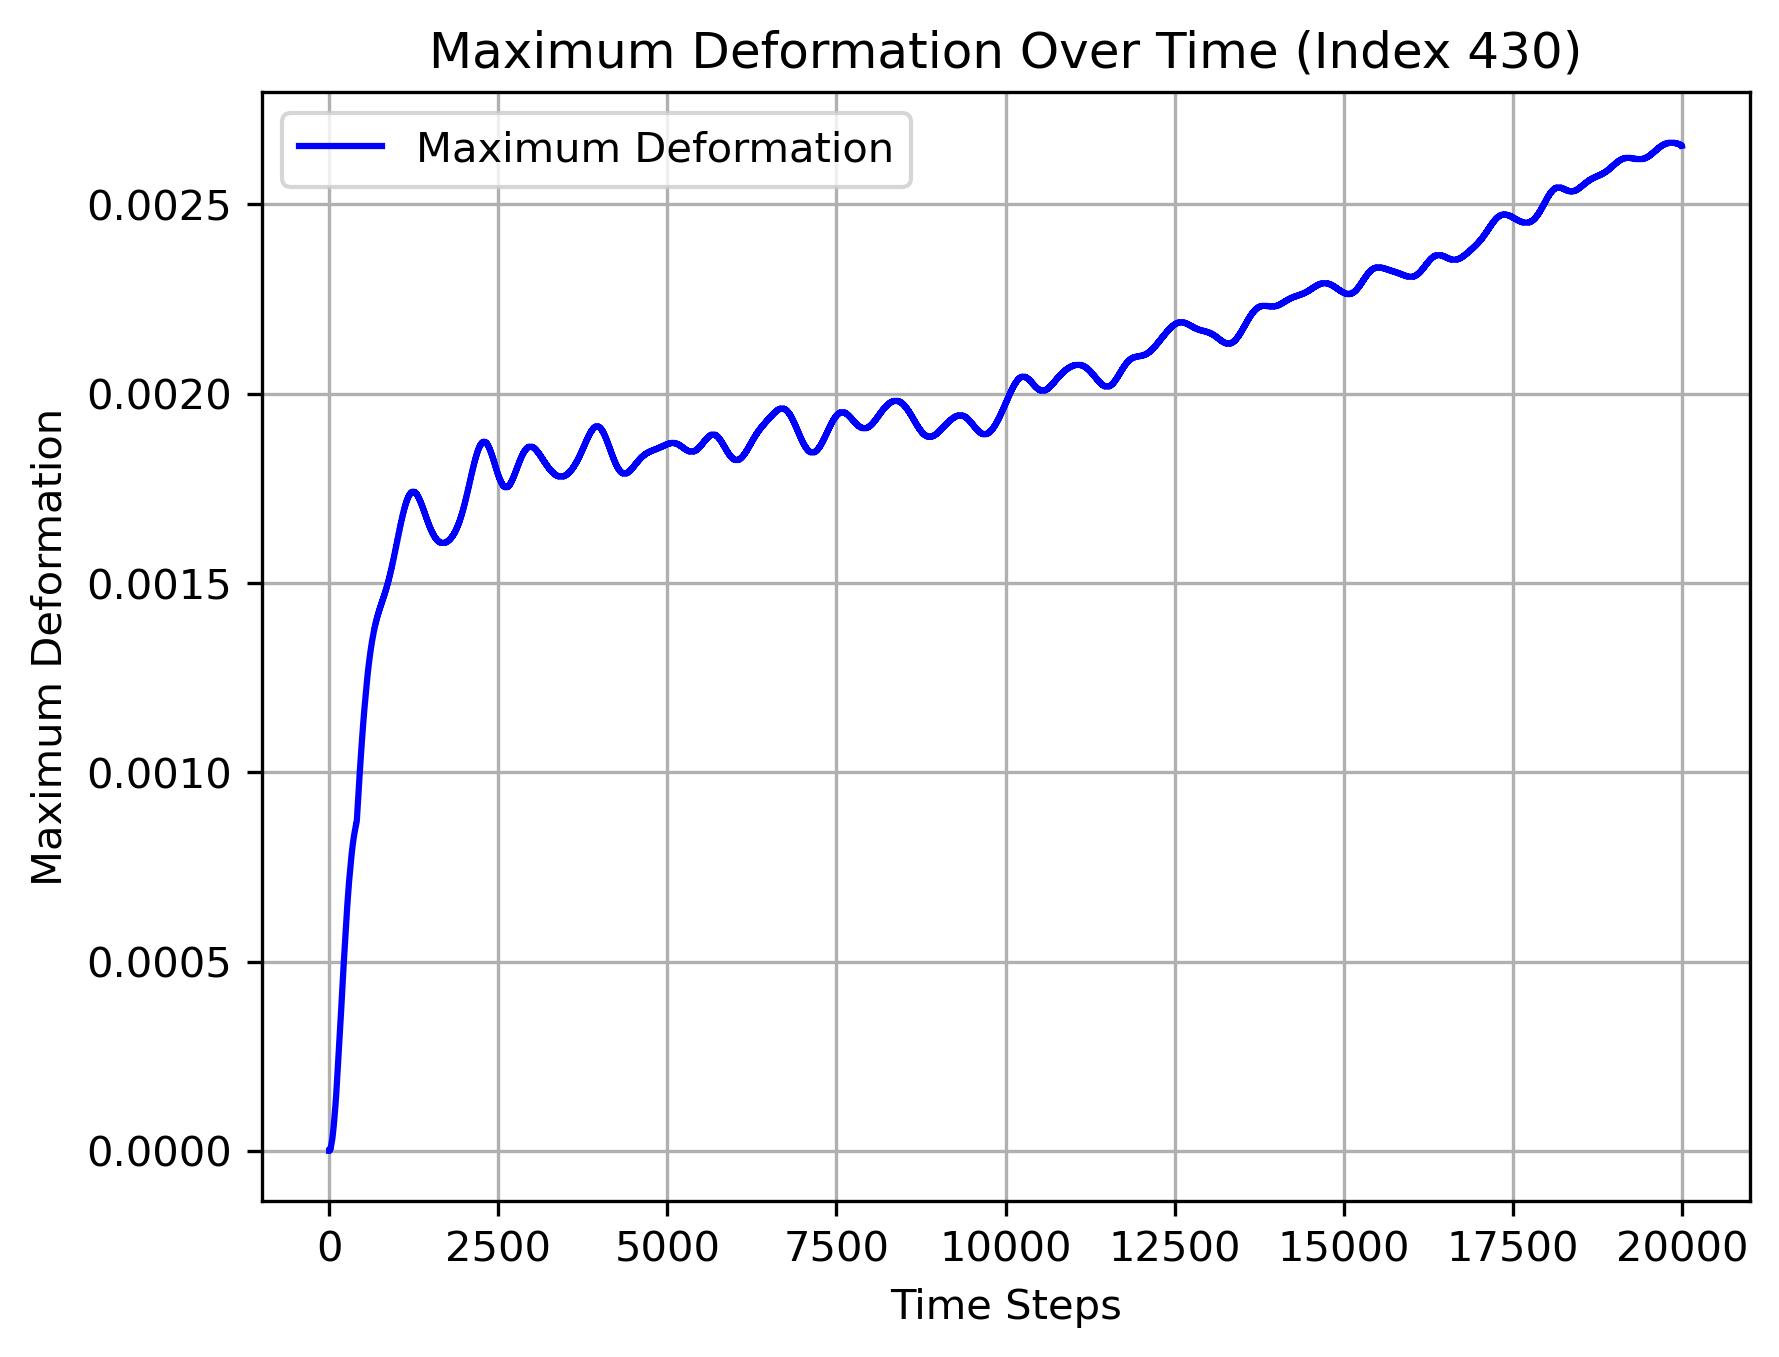 Maximum Deformation Over Time (Index 430)
Maximum Deformation
0.0025
0.0020
0.0015
0.0010
0.0005
0.0000
Maximum Deformation
0 2500 5000 7500 10000 12500 15000 17500 20000
Time Steps